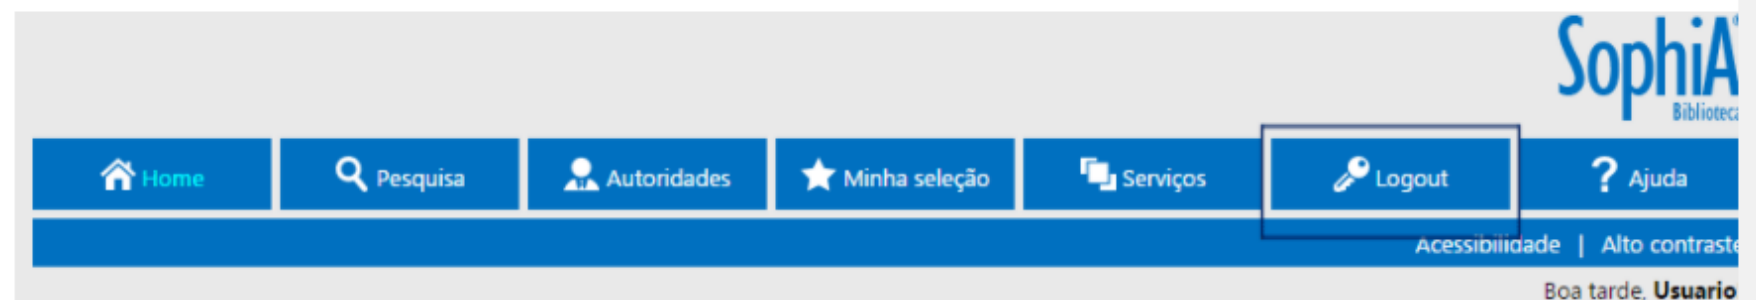 SophiA
Biblioteca
Home Pesquisa Autoridades Minha seleção Serviços Logout ? Ajuda
Acessibilidade | Alto contraste
Boa tarde, Usuario